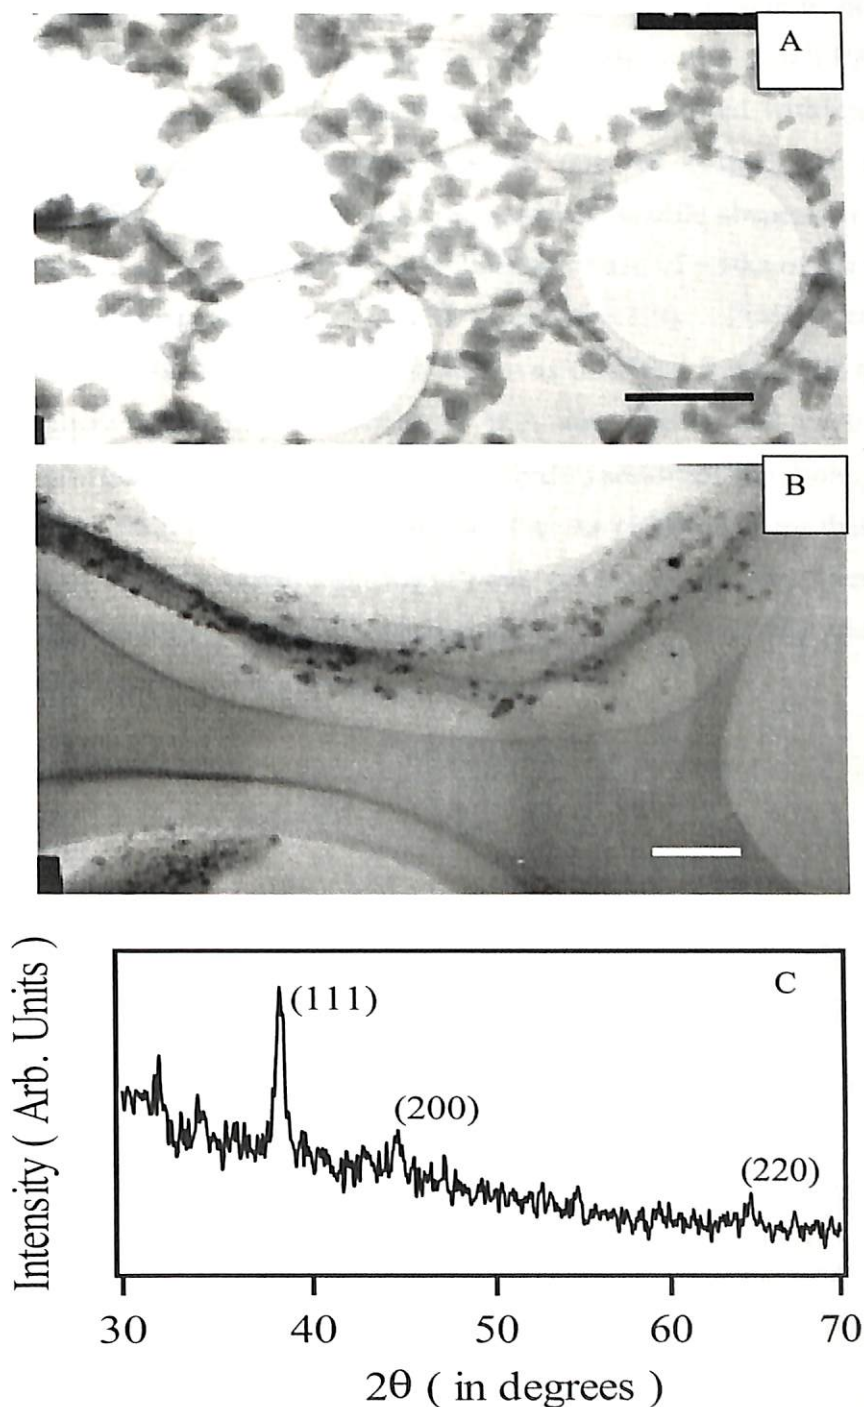 A
B
C
(111)
(200)
(220)
Intensity ( Arb. Units )
30 40 50 60 70
2θ ( in degrees )